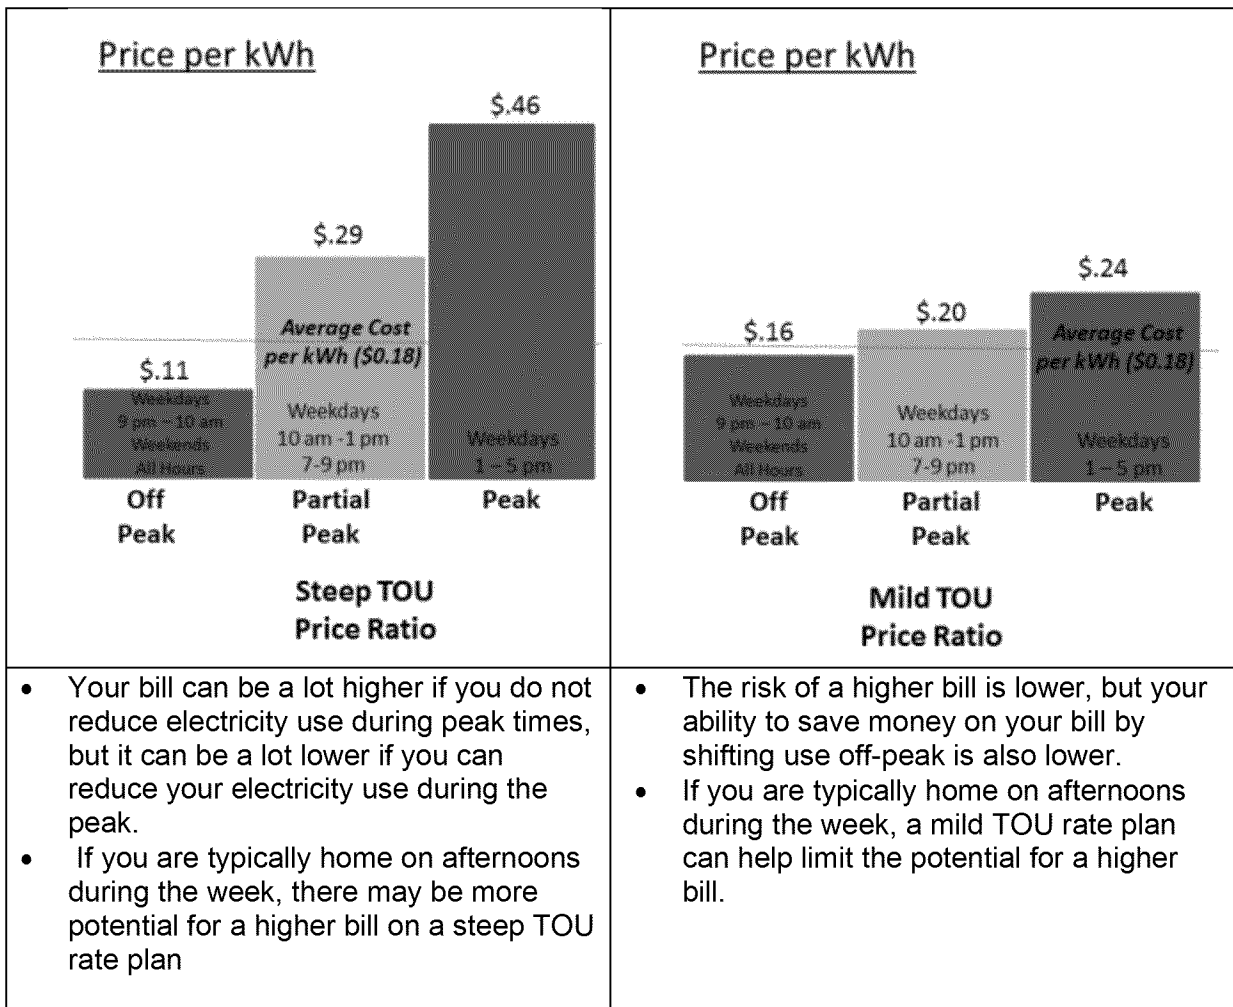 Price per kWh
$.46
$.29
Average Cost
per kWh ($0.18)
$.11
Weekdays
9 pm – 10 am
Weekends
All Hours
Weekdays
10 am -1 pm
7-9 pm
Weekdays
1 – 5 pm
Off
Peak
Partial
Peak
Peak
Steep TOU
Price Ratio
• Your bill can be a lot higher if you do not
reduce electricity use during peak times,
but it can be a lot lower if you can
reduce your electricity use during the
peak.
• If you are typically home on afternoons
during the week, there may be more
potential for a higher bill on a steep TOU
rate plan
Price per kWh
$.24
$.20
$.16
Average Cost
per kWh ($0.18)
Weekdays
9 pm – 10 am
Weekends
All Hours
Weekdays
10 am -1 pm
7-9 pm
Weekdays
1 – 5 pm
Off
Peak
Partial
Peak
Peak
Mild TOU
Price Ratio
• The risk of a higher bill is lower, but your
ability to save money on your bill by
shifting use off-peak is also lower.
• If you are typically home on afternoons
during the week, a mild TOU rate plan
can help limit the potential for a higher
bill.